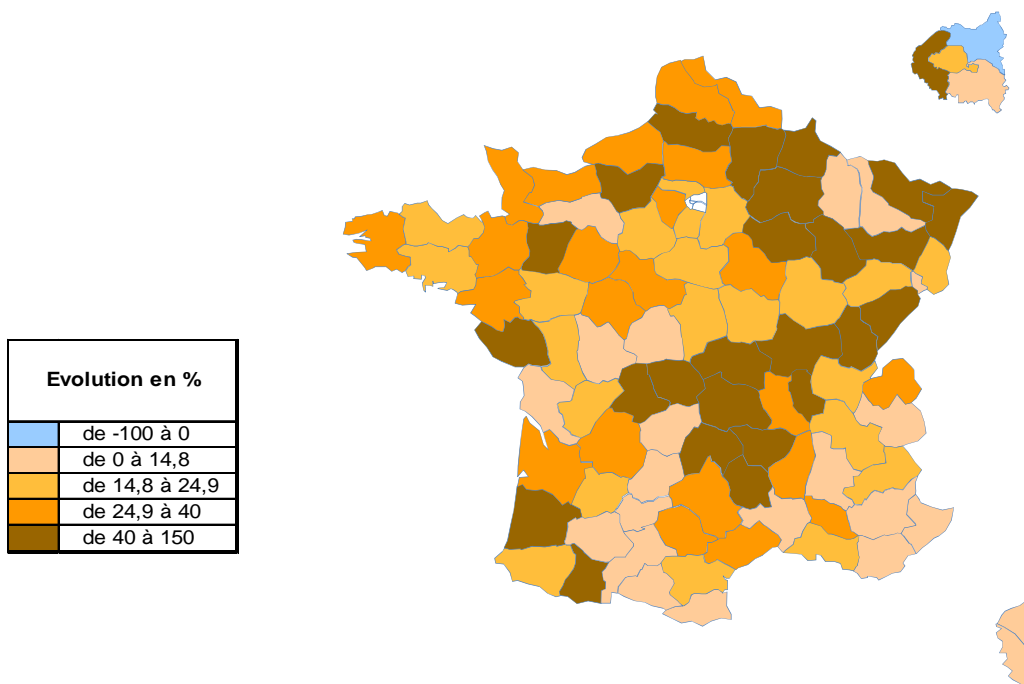 Evolution en %
de -100 à 0
de 0 à 14,8
de 14,8 à 24,9
de 24,9 à 40
de 40 à 150